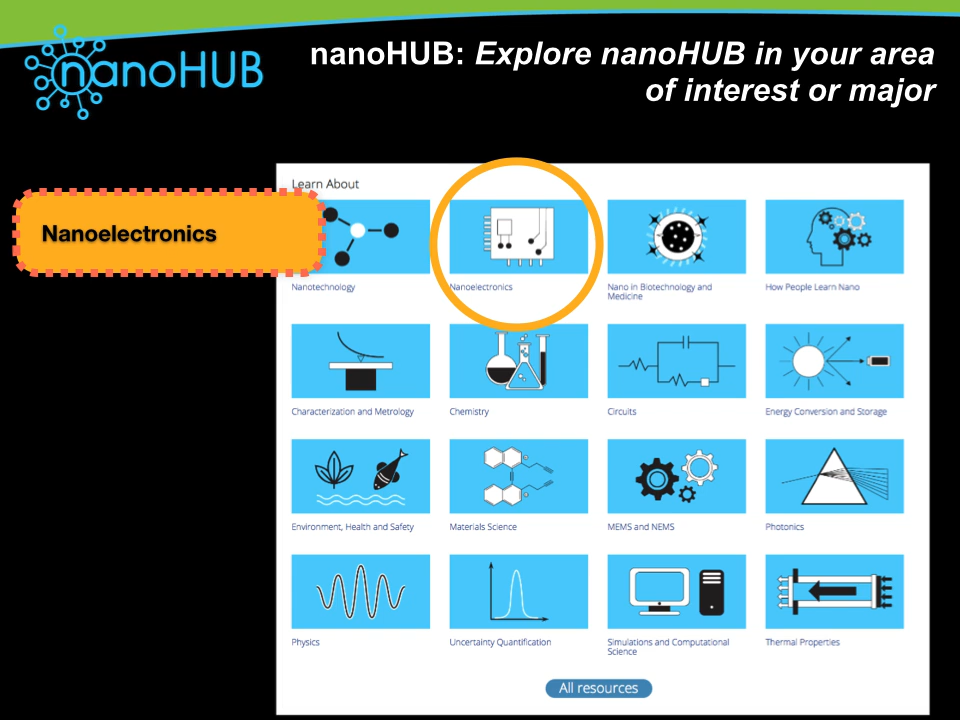 nanoHUB
nanoHUB: Explore nanoHUB in your area
of interest or major
Learn About
Nanoelectronics
Nanotechnology
Nanoelectronics
Nano in Biotechnology and
Medicine
How People Learn Nano
Characterization and Metrology
Chemistry
Circuits
Energy Conversion and Storage
Environment, Health and Safety
Materials Science
MEMS and NEMS
Photonics
Physics
Uncertainty Quantification
Simulations and Computational
Science
Thermal Properties
All resources